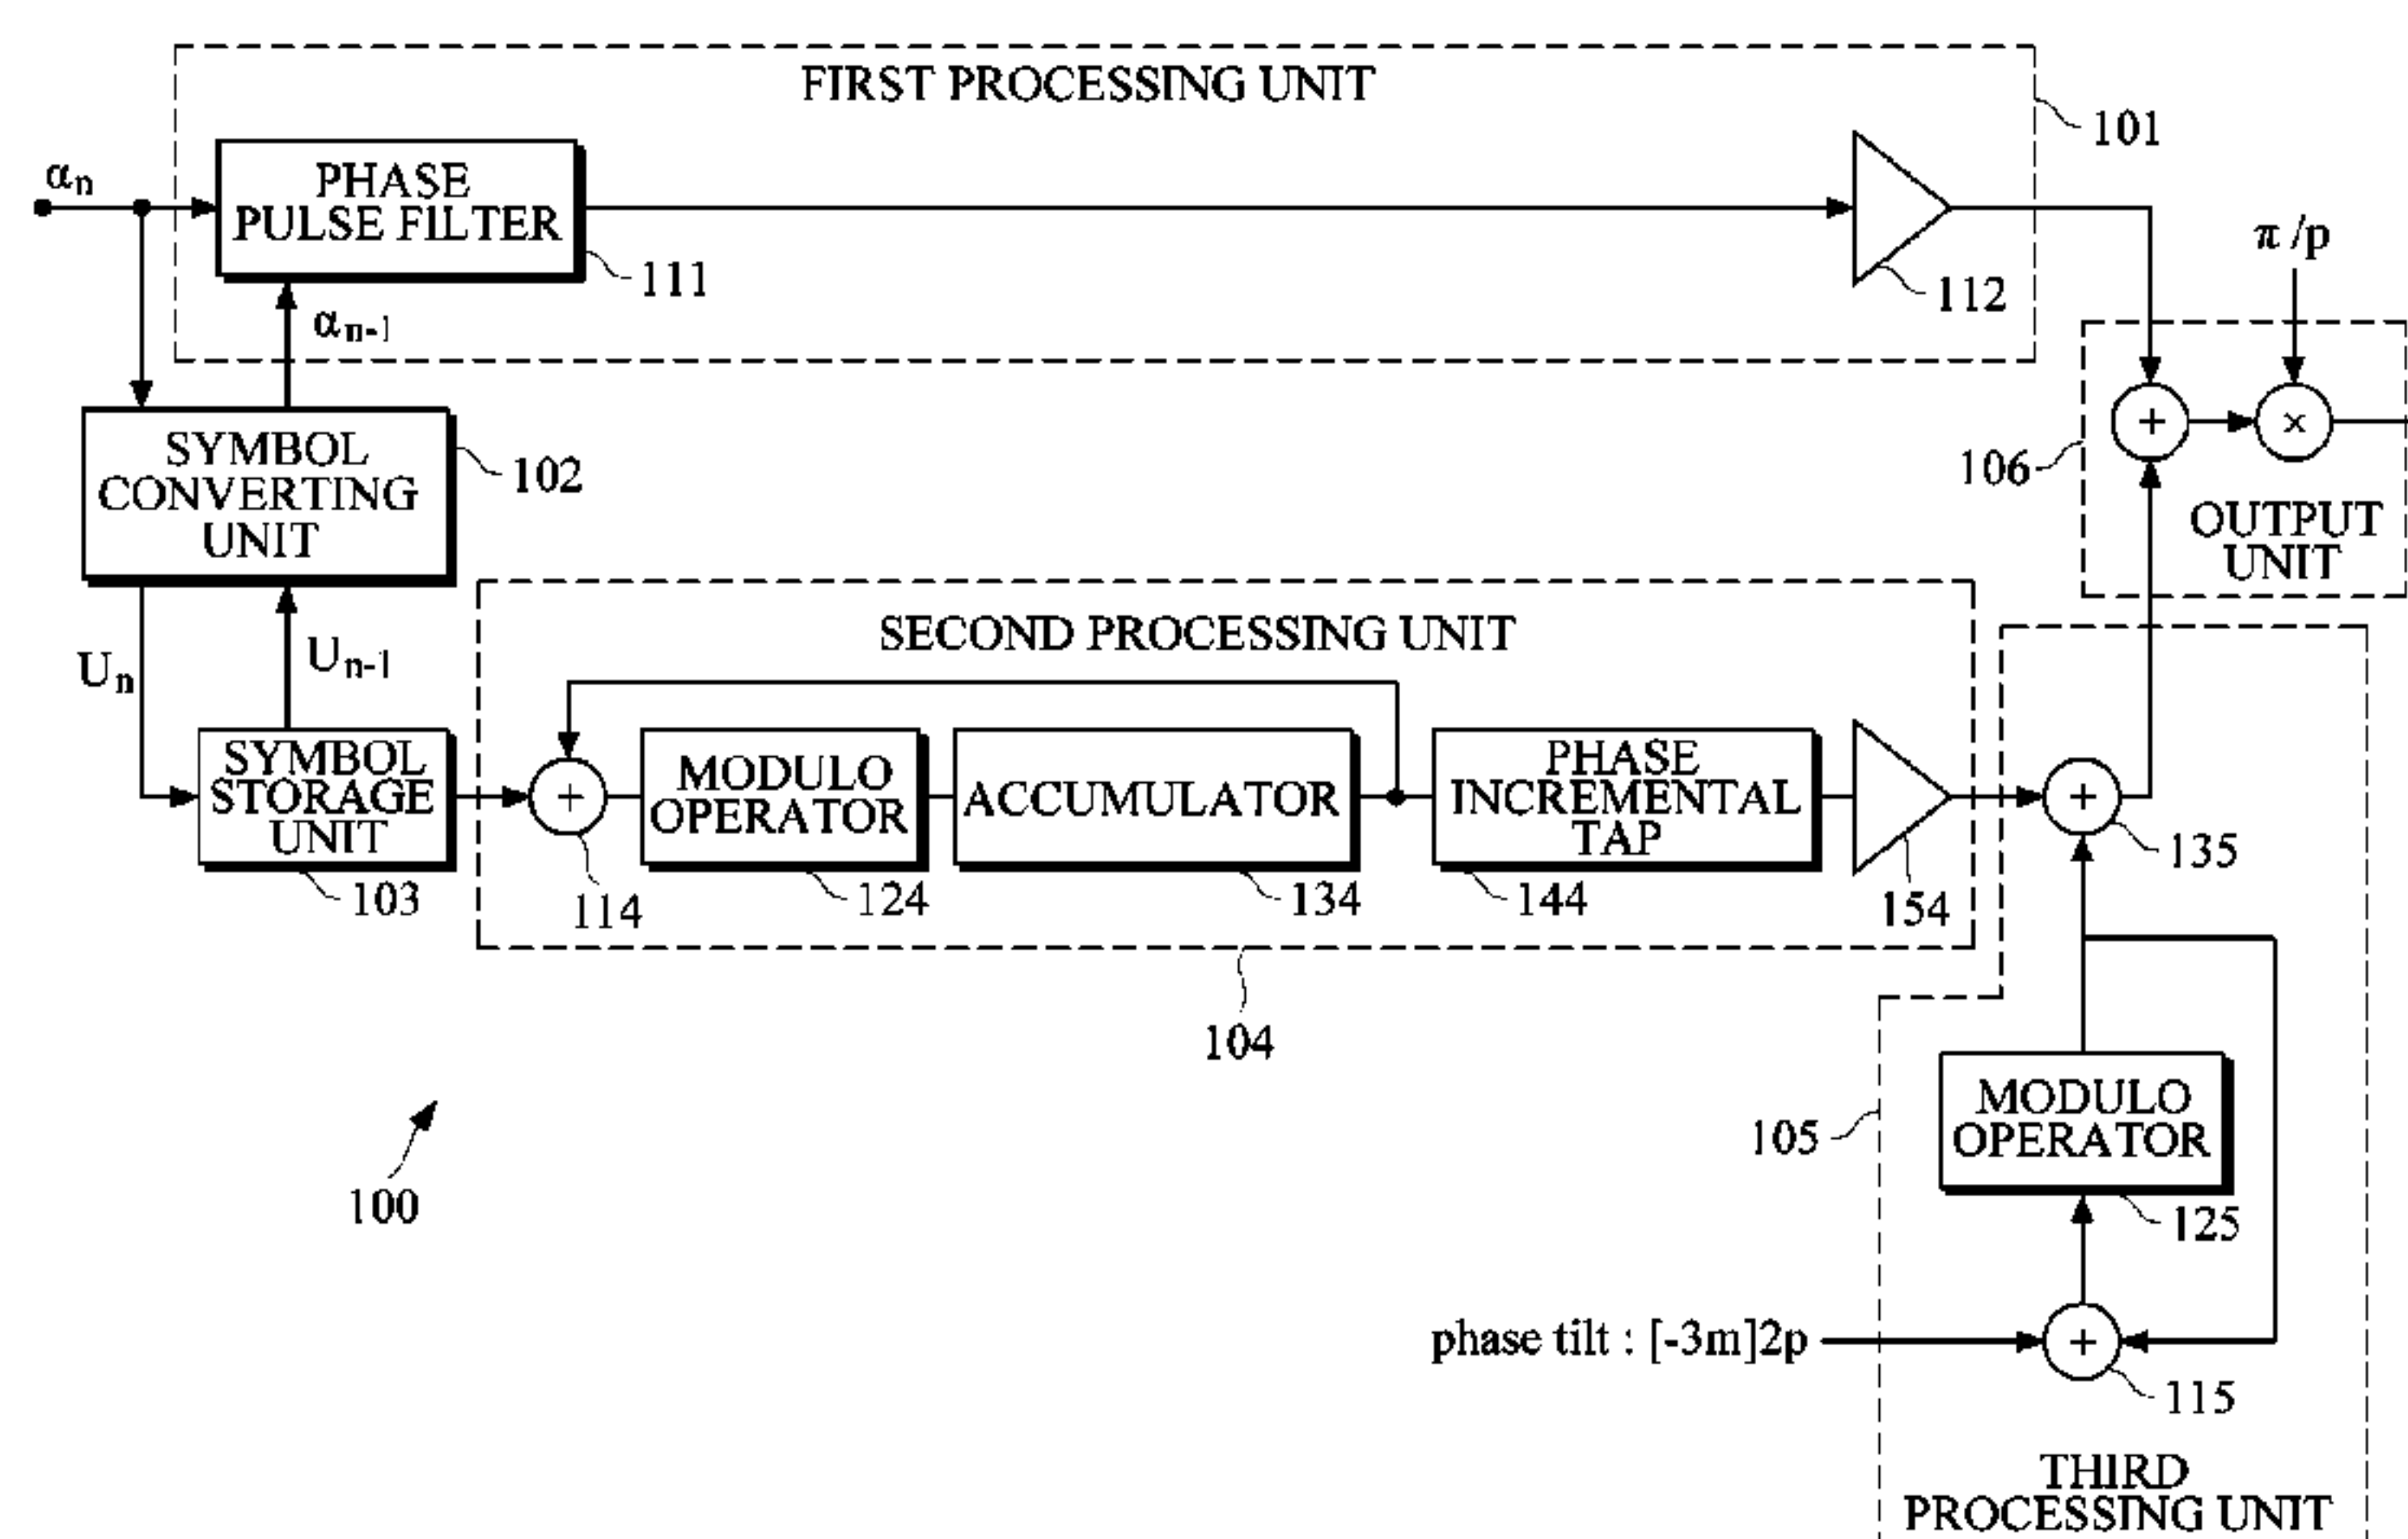 FIRST PROCESSING UNIT
101
αn
PHASE
PULSE FILTER
111
112
π /p
αn-1
SYMBOL
CONVERTING
UNIT
102
106
OUTPUT
UNIT
SECOND PROCESSING UNIT
Un
Un-1
SYMBOL
STORAGE
UNIT
103
114
MODULO
OPERATOR
124
ACCUMULATOR
134
PHASE
INCREMENTAL
TAP
144
154
135
104
105
MODULO
OPERATOR
125
100
phase tilt : [-3m]2p
115
THIRD
PROCESSING UNIT